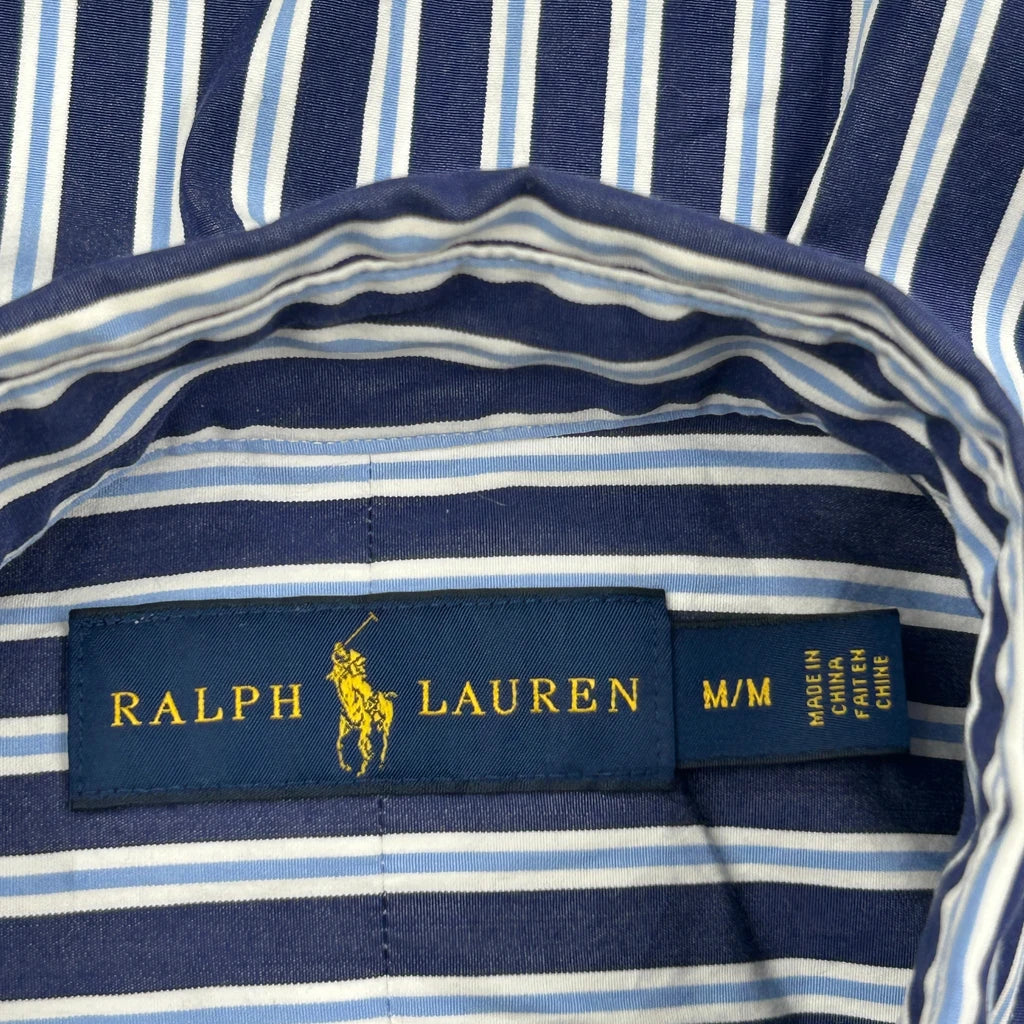 RALPH LAUREN
M/M
MADE IN
CHINA
FAIT EN
CHINE